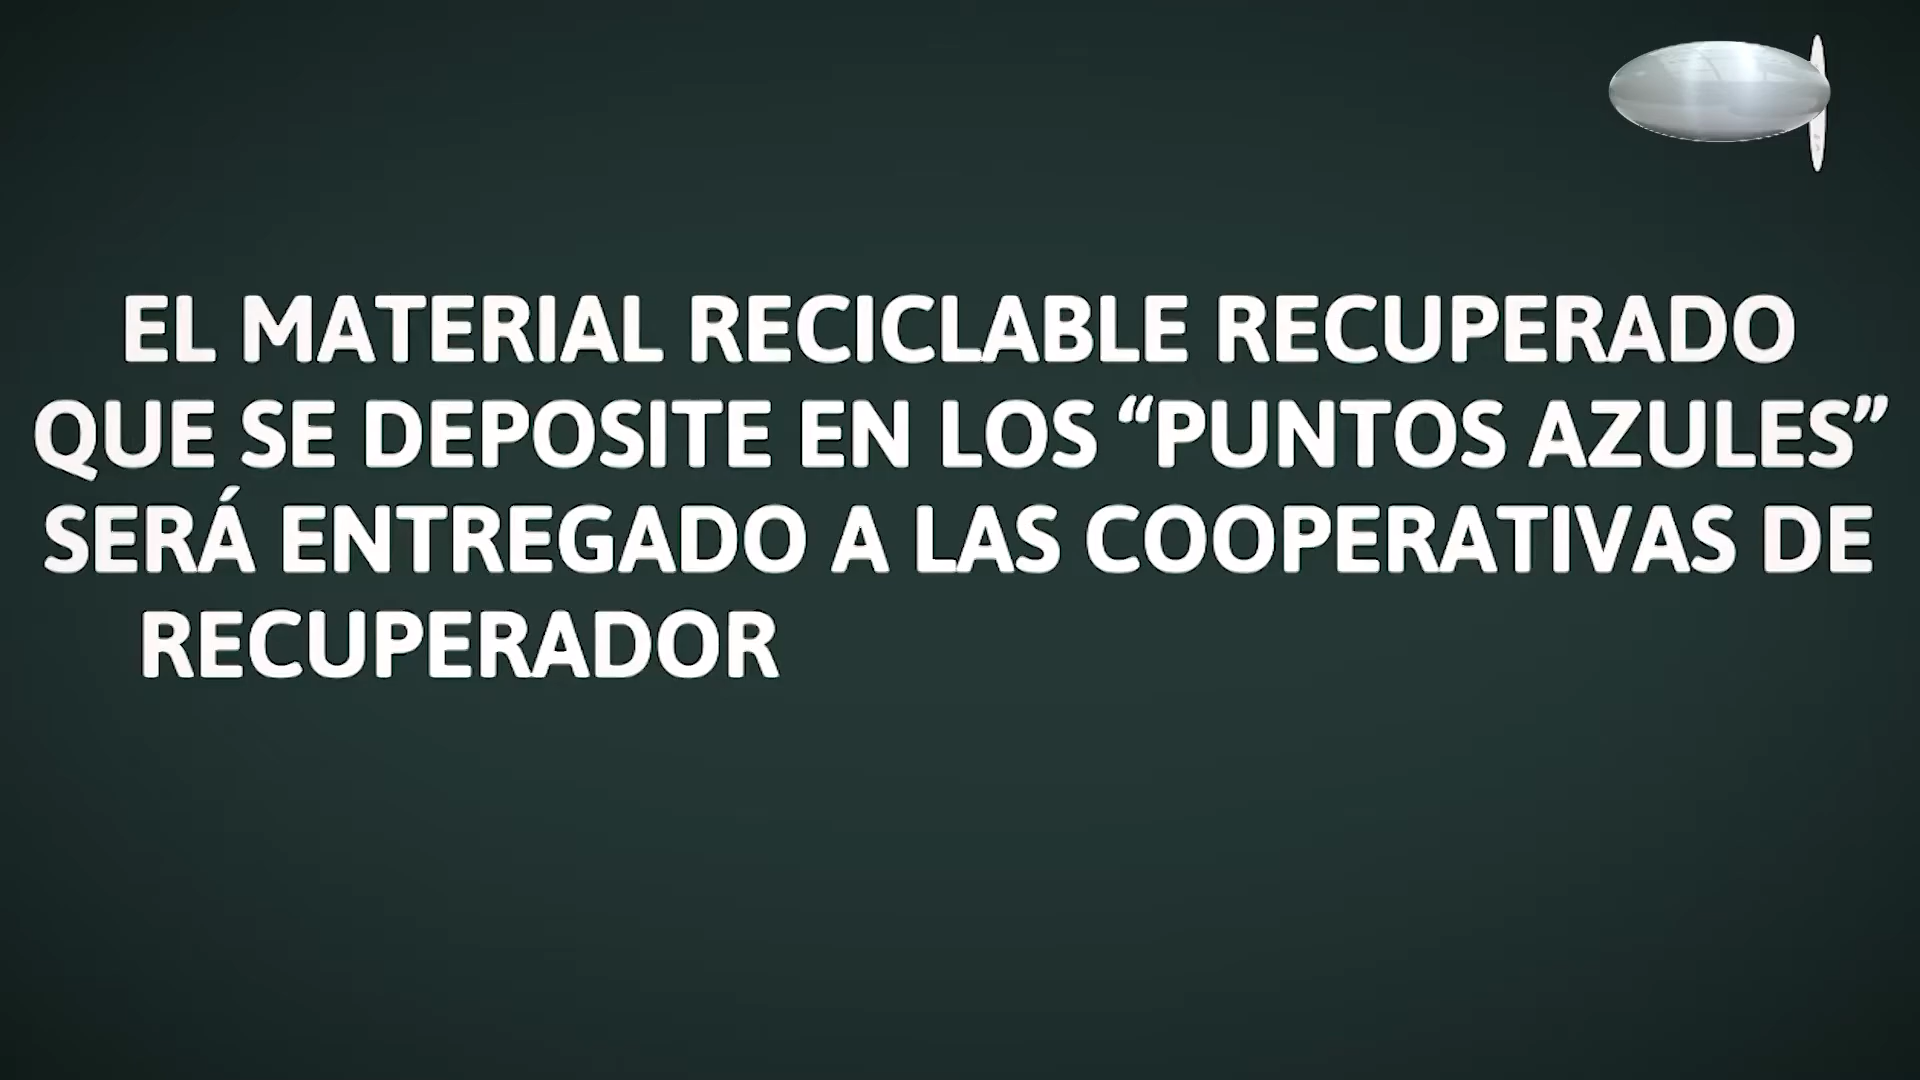 EL MATERIAL RECICLABLE RECUPERADO
QUE SE DEPOSITE EN LOS “PUNTOS AZULES”
SERÁ ENTREGADO A LAS COOPERATIVAS DE
RECUPERADOR